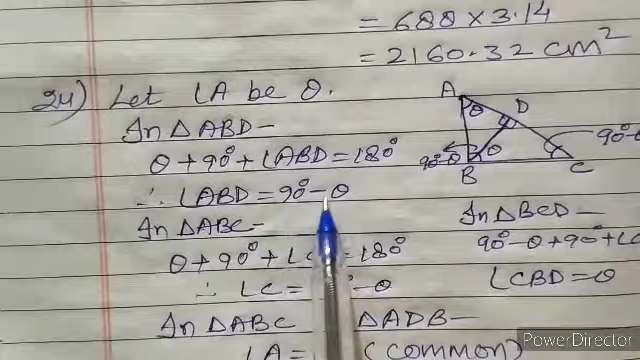 = 688 × 3.14
= 2160.32 cm²
24) Let ∠A be θ.
In △ABD-
θ + 90° + ∠ABD = 180°
∴ ∠ABD = 90° - θ
In △ABC-
θ + 90° + ∠C = 180°
∴ ∠C = ° - θ
In △ABC △ADB-
∠A = (common)
A
θ
D
90°-θ
90°-θ
θ
B
C
In △BCD-
90° - θ + 90° + ∠C
∠CBD = θ
PowerDirector